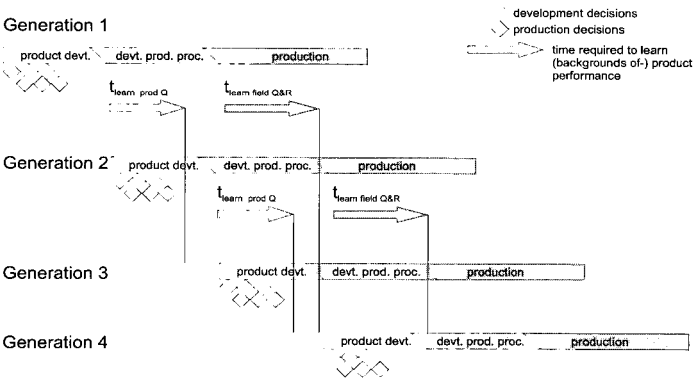 Generation 1
development decisions
production decisions
time required to learn
(backgrounds of-) product
performance
product devt. devt. prod. proc. production
tlearn prod Q tlearn field Q&R
Generation 2 product devt. devt. prod. proc. production
tlearn prod Q tlearn field Q&R
Generation 3 product devt. devt. prod. proc. production
Generation 4 product devt. devt. prod. proc. production